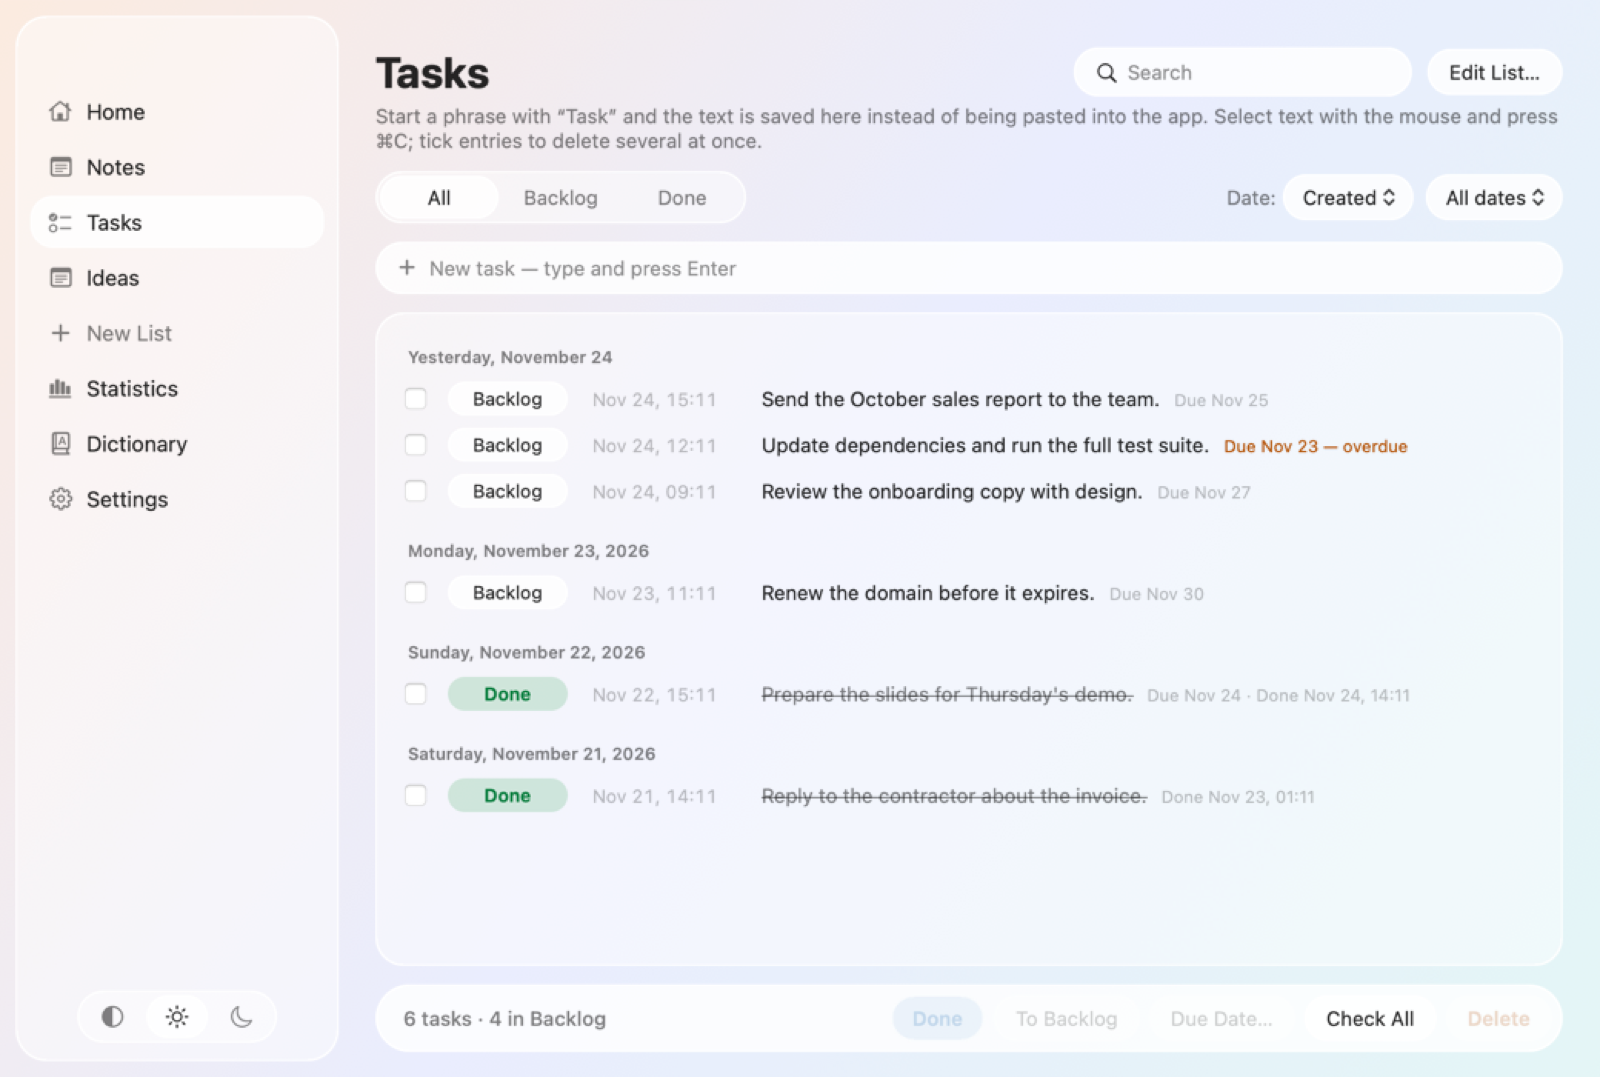 Home
Notes
Tasks
Ideas
New List
Statistics
Dictionary
Settings
Tasks
Search
Edit List...
Start a phrase with “Task” and the text is saved here instead of being pasted into the app. Select text with the mouse and press
⌘C; tick entries to delete several at once.
All Backlog Done
Date: Created All dates
+ New task — type and press Enter
Yesterday, November 24
Backlog Nov 24, 15:11 Send the October sales report to the team. Due Nov 25
Backlog Nov 24, 12:11 Update dependencies and run the full test suite. Due Nov 23 — overdue
Backlog Nov 24, 09:11 Review the onboarding copy with design. Due Nov 27
Monday, November 23, 2026
Backlog Nov 23, 11:11 Renew the domain before it expires. Due Nov 30
Sunday, November 22, 2026
Done Nov 22, 15:11 Prepare the slides for Thursday's demo. Due Nov 24 · Done Nov 24, 14:11
Saturday, November 21, 2026
Done Nov 21, 14:11 Reply to the contractor about the invoice. Done Nov 23, 01:11
6 tasks · 4 in Backlog Done To Backlog Due Date... Check All Delete